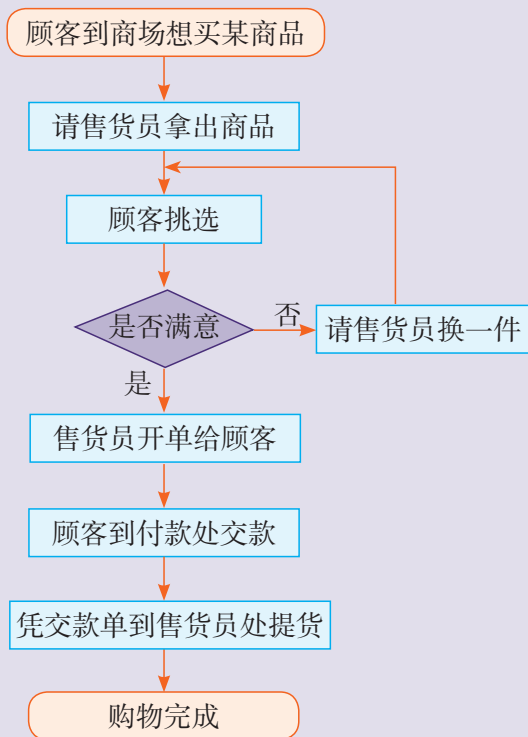 顾客到商场想买某商品
请售货员拿出商品
顾客挑选
是否满意
否
请售货员换一件
是
售货员开单给顾客
顾客到付款处交款
凭交款单到售货员处提货
购物完成